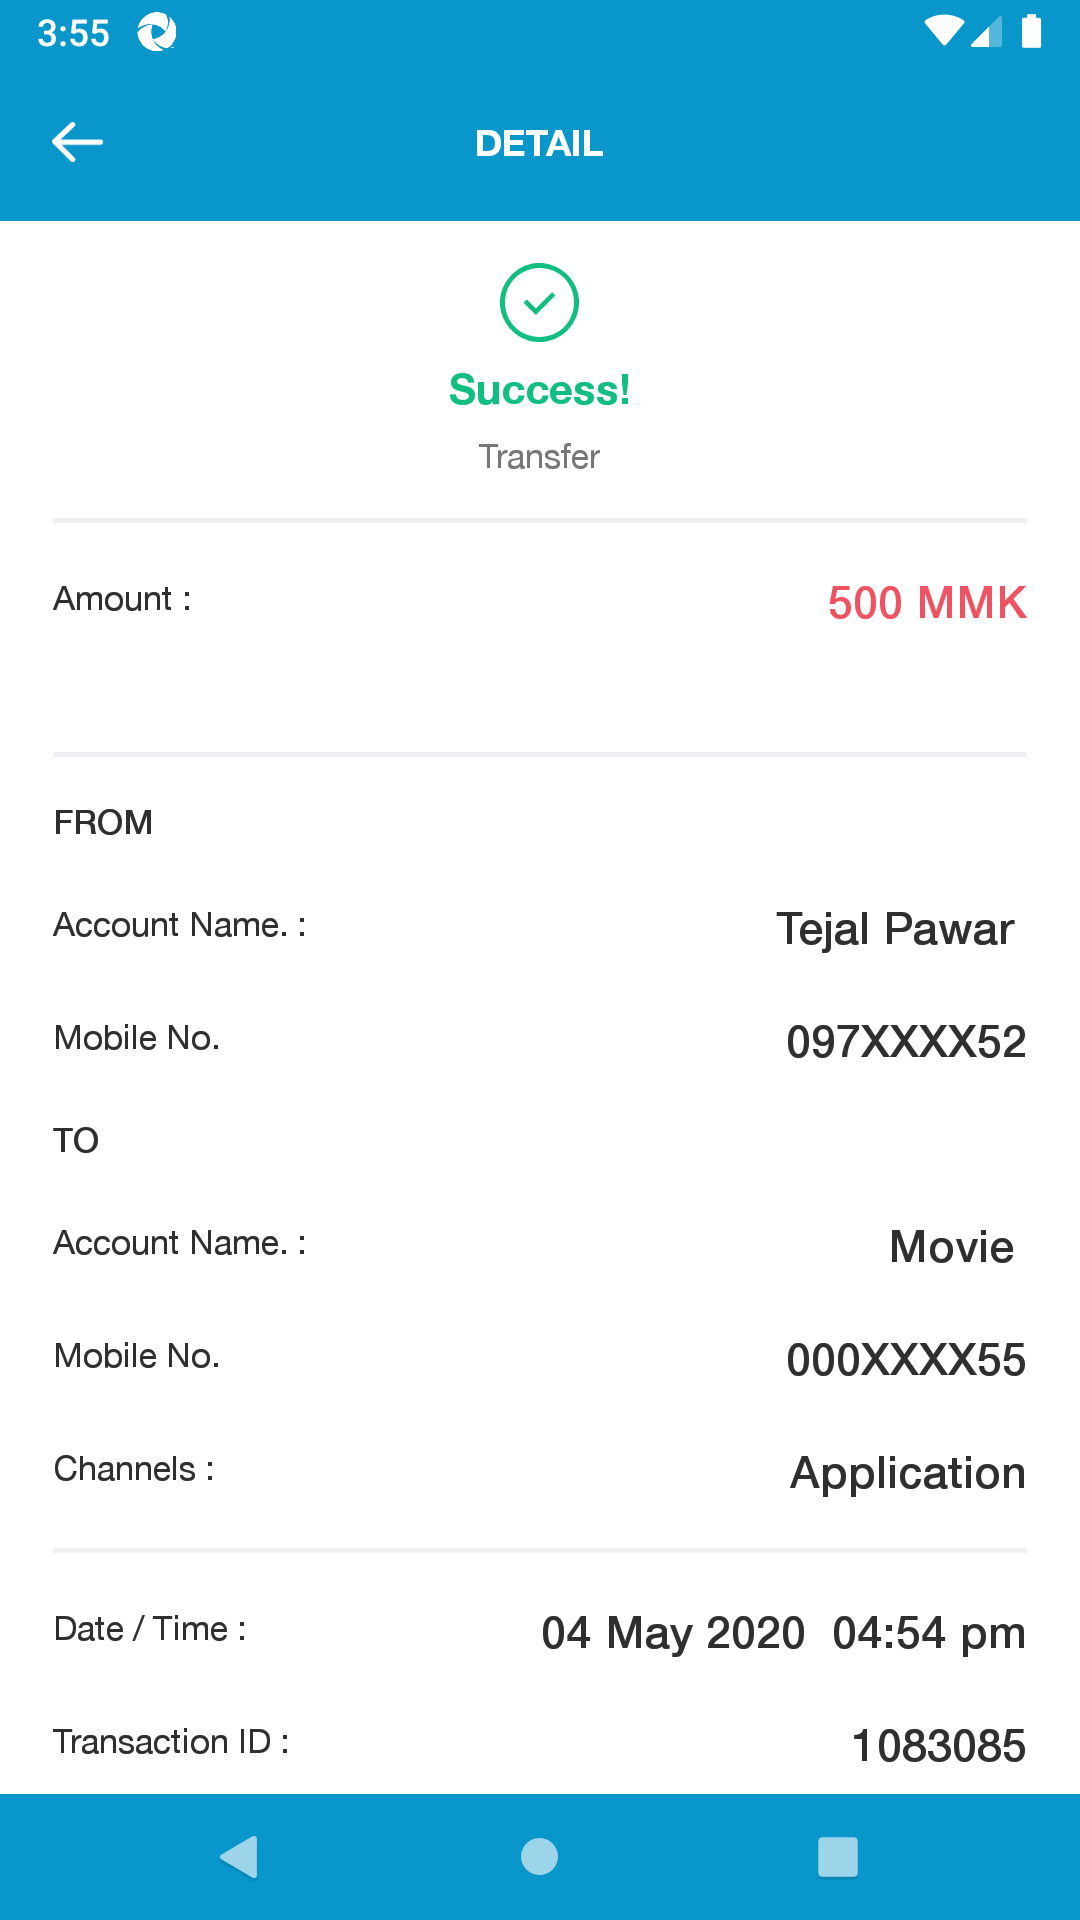 3:55
DETAIL
Success!
Transfer
Amount : 500 MMK
FROM
Account Name. : Tejal Pawar
Mobile No. 097XXXX52
TO
Account Name. : Movie
Mobile No. 000XXXX55
Channels : Application
Date / Time : 04 May 2020 04:54 pm
Transaction ID : 1083085